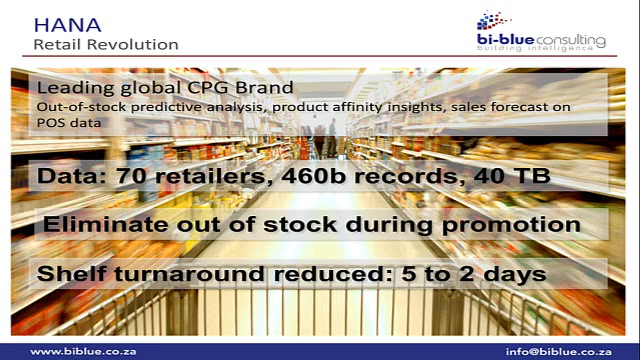 HANA
Retail Revolution
bi-blueconsulting
building intelligence
Leading global CPG Brand
Out-of-stock predictive analysis, product affinity insights, sales forecast on
POS data
Data: 70 retailers, 460b records, 40 TB
Eliminate out of stock during promotion
Shelf turnaround reduced: 5 to 2 days
www.biblue.co.za
info@biblue.co.za